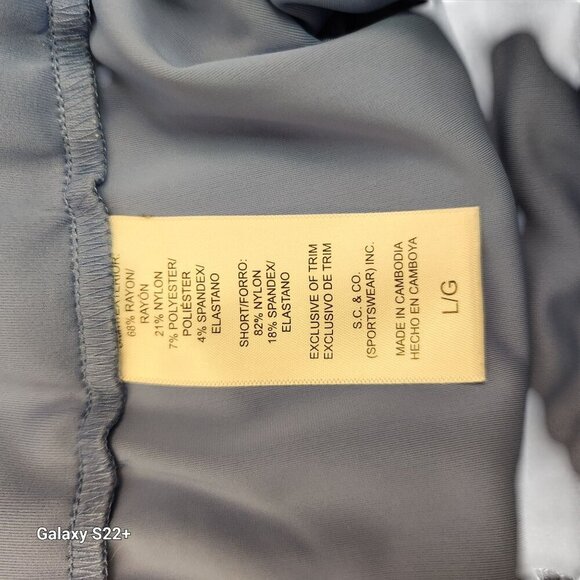 68% RAYON/
RAYÓN
21% NYLON
7% POLYESTER/
POLIÉSTER
4% SPANDEX/
ELASTANO
SHORT/FORRO:
82% NYLON
18% SPANDEX/
ELASTANO
EXCLUSIVE OF TRIM
EXCLUSIVO DE TRIM
S.C. & CO.
(SPORTSWEAR) INC.
MADE IN CAMBODIA
HECHO EN CAMBOYA
L/G
Galaxy S22+